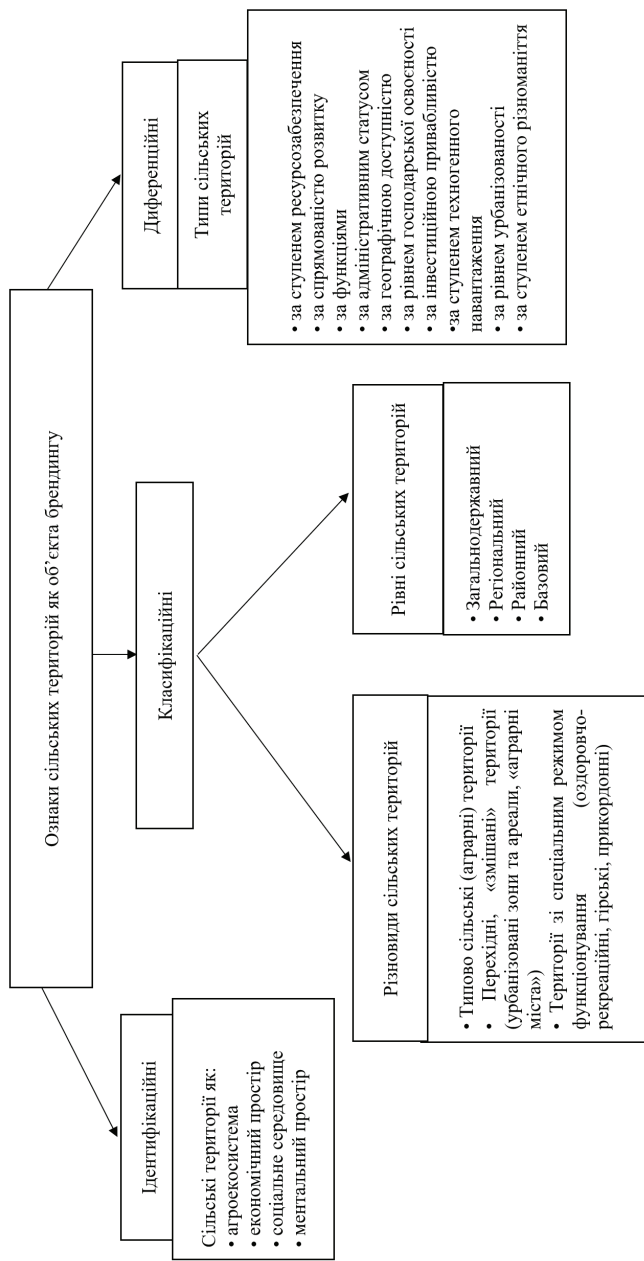 Ознаки сільських територій як об’єкта брендингу
Ідентифікаційні
Сільські території як:
• агроекосистема
• економічний простір
• соціальне середовище
• ментальний простір
Класифікаційні
Різновиди сільських територій
• Типово сільські (аграрні) території
• Перехідні, «змішані» території
(урбанізовані зони та ареали, «аграрні
міста»)
• Території зі спеціальним режимом
функціонування (оздоровчо-
рекреаційні, гірські, прикордонні)
Рівні сільських територій
• Загальнодержавний
• Регіональний
• Районний
• Базовий
Диференційні
Типи сільських
територій
• за ступенем ресурсозабезпечення
• за спрямованістю розвитку
• за функціями
• за адміністративним статусом
• за географічною доступністю
• за рівнем господарської освоєності
• за інвестиційною привабливістю
•за ступенем техногенного
навантаження
• за рівнем урбанізованості
• за ступенем етнічного різноманіття